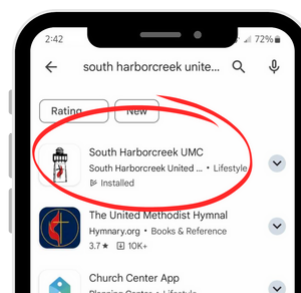 2:42
72%
south harborcreek unite...
Rating
New
South Harborcreek UMC
South Harborcreek United ... • Lifestyle
Installed
The United Methodist Hymnal
Hymnary.org • Books & Reference
3.7★ 10K+
Church Center App